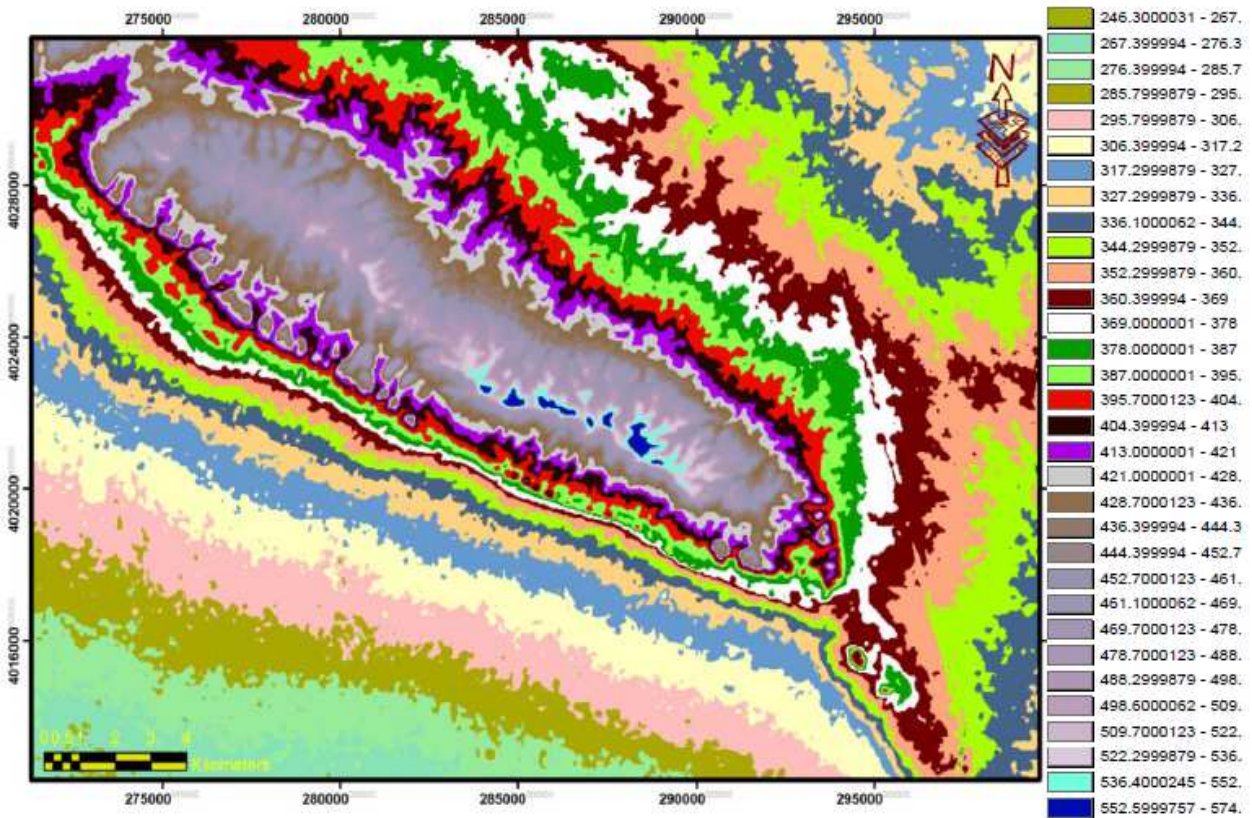 275000 280000 285000 290000 295000
4028000
4024000
4020000
4016000
N
2 3 4
Kilometers
275000 280000 285000 290000 295000
246.3000031 - 267.
267.399994 - 276.3
276.399994 - 285.7
285.7999879 - 295.
295.7999879 - 306.
306.399994 - 317.2
317.2999879 - 327.
327.2999879 - 336.
336.1000062 - 344.
344.2999879 - 352.
352.2999879 - 360.
360.399994 - 369
369.0000001 - 378
378.0000001 - 387
387.0000001 - 395.
395.7000123 - 404.
404.399994 - 413
413.0000001 - 421
421.0000001 - 428.
428.7000123 - 436.
436.399994 - 444.3
444.399994 - 452.7
452.7000123 - 461.
461.1000062 - 469.
469.7000123 - 478.
478.7000123 - 488.
488.2999879 - 498.
498.6000062 - 509.
509.7000123 - 522.
522.2999879 - 536.
536.4000245 - 552.
552.5999757 - 574.